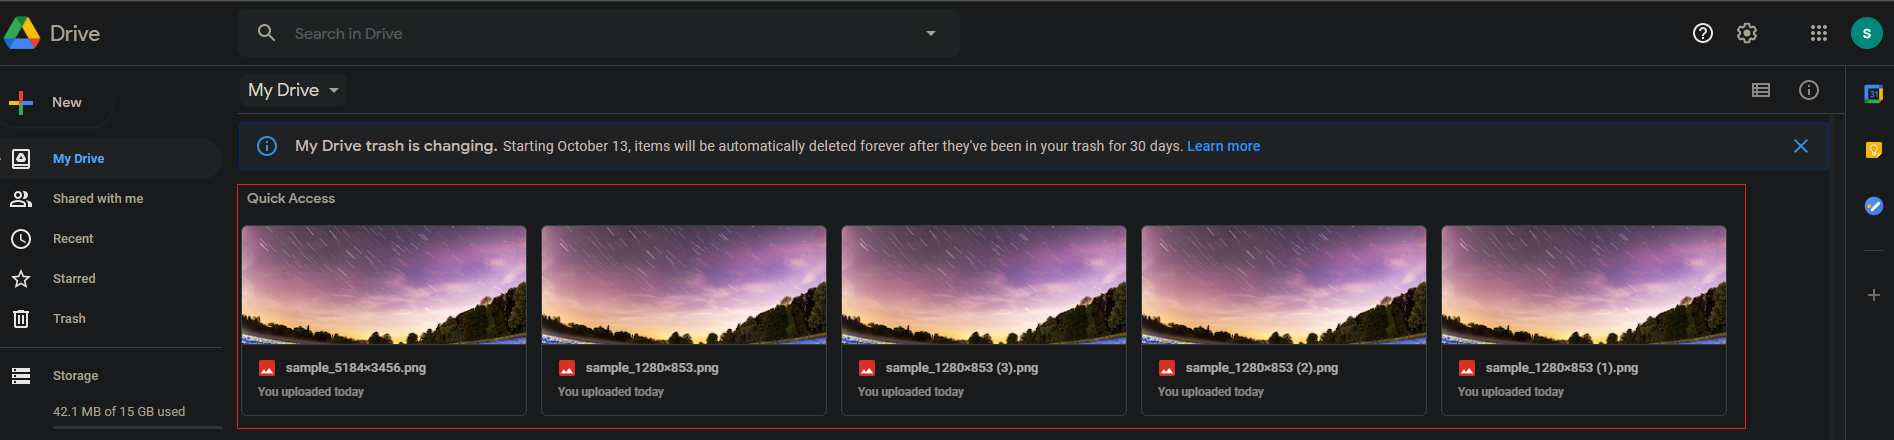 Drive
Search in Drive
S
New
My Drive
My Drive
Shared with me
Recent
Starred
Trash
Storage
42.1 MB of 15 GB used
My Drive trash is changing. Starting October 13, items will be automatically deleted forever after they've been in your trash for 30 days. Learn more
Quick Access
sample_5184×3456.png
You uploaded today
sample_1280×853.png
You uploaded today
sample_1280×853 (3).png
You uploaded today
sample_1280×853 (2).png
You uploaded today
sample_1280×853 (1).png
You uploaded today
31